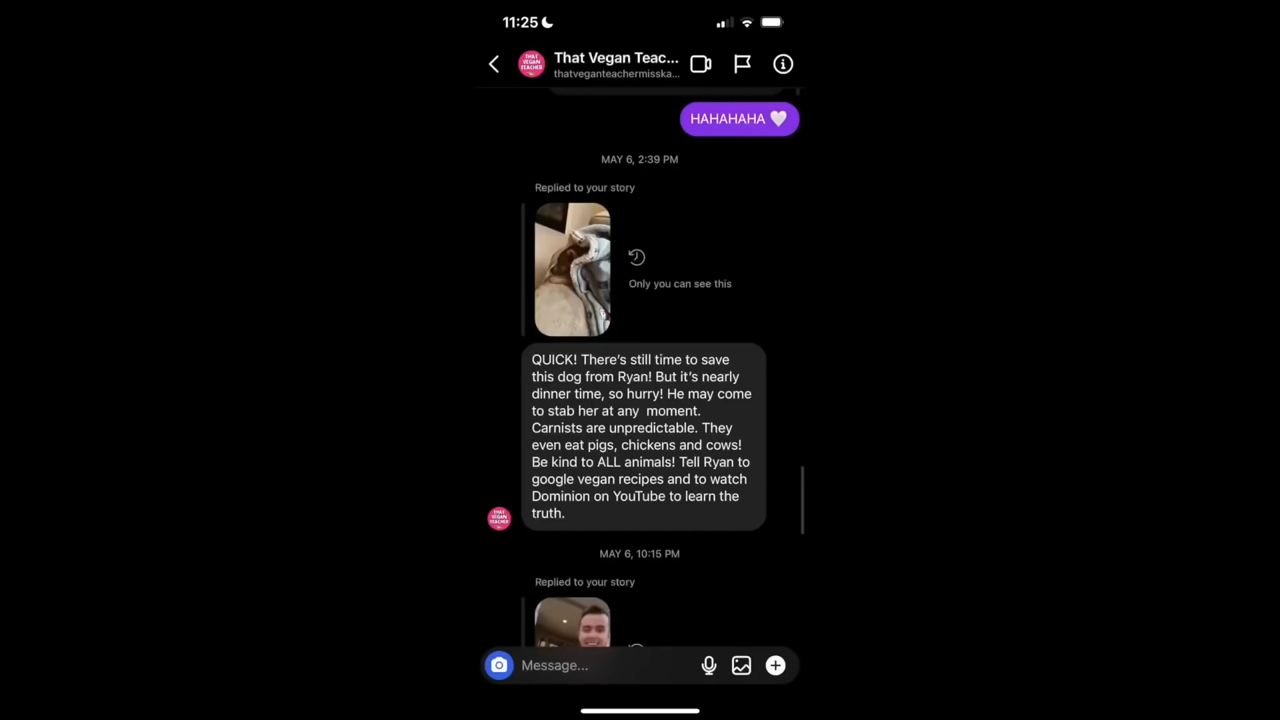 11:25
That Vegan Teac...
thatveganteachermisska...
HAHAHAHA 🤍
MAY 6, 2:39 PM
Replied to your story
Only you can see this
QUICK! There's still time to save
this dog from Ryan! But it's nearly
dinner time, so hurry! He may come
to stab her at any  moment.
Carnists are unpredictable. They
even eat pigs, chickens and cows!
Be kind to ALL animals! Tell Ryan to
google vegan recipes and to watch
Dominion on YouTube to learn the
truth.
THAT
VEGAN
TEACHER
MAY 6, 10:15 PM
Replied to your story
Message...